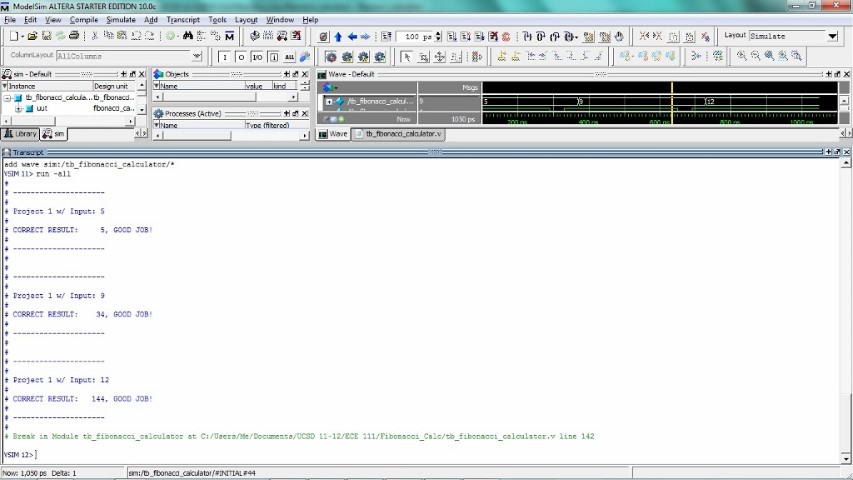 ModelSim ALTERA STARTER EDITION 10.0c
File Edit View Compile Simulate Add Transcript Tools Layout Window Help
100 ps
Layout Simulate
ColumnLayout AllColumns
sim - Default
Objects
Wave - Default
Instance Design unit
Name value kind
Msgs
tb_fibonacci_calcula... tb_fibonacci...
/tb_fibonacci_calcul... 9 5 9 12
uut fibonacci_ca...
Processes (Active)
Now 1050 ps
200 ps 400 ps 600 ps 800 ps 1000 ps
Name Type (filtered)
Library sim
Wave tb_fibonacci_calculator.v
Transcript
add wave sim:/tb_fibonacci_calculator/*
VSIM 11> run -all
#
# ----------------------
#
# Project 1 w/ Input: 5
#
# CORRECT RESULT: 5, GOOD JOB!
#
# ----------------------
#
#
# ----------------------
#
# Project 1 w/ Input: 9
#
# CORRECT RESULT: 34, GOOD JOB!
#
# ----------------------
#
#
# ----------------------
#
# Project 1 w/ Input: 12
#
# CORRECT RESULT: 144, GOOD JOB!
#
# ----------------------
# Break in Module tb_fibonacci_calculator at C:/Users/Me/Documents/UCSD 11-12/ECE 111/Fibonacci_Calc/tb_fibonacci_calculator.v line 142
VSIM 12>
Now: 1,050 ps Delta: 1 sim:/tb_fibonacci_calculator/#INITIAL#44